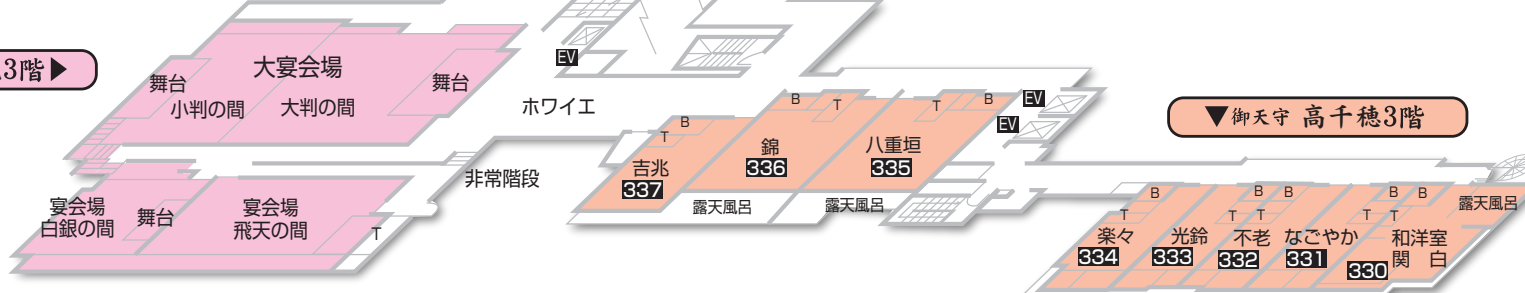 3階▶
大宴会場
舞台
小判の間
大判の間
舞台
宴会場
白銀の間
舞台
宴会場
飛天の間
T
EV
ホワイエ
非常階段
B
T
吉兆
337
B
T
錦
336
T
B
八重垣
335
露天風呂
露天風呂
EV
EV
▼御天守 高千穂3階
B
T
楽々
334
B
T
光鈴
333
B
T
不老
332
B
T
なごやか
331
B
T
和洋室
関 白
330
露天風呂